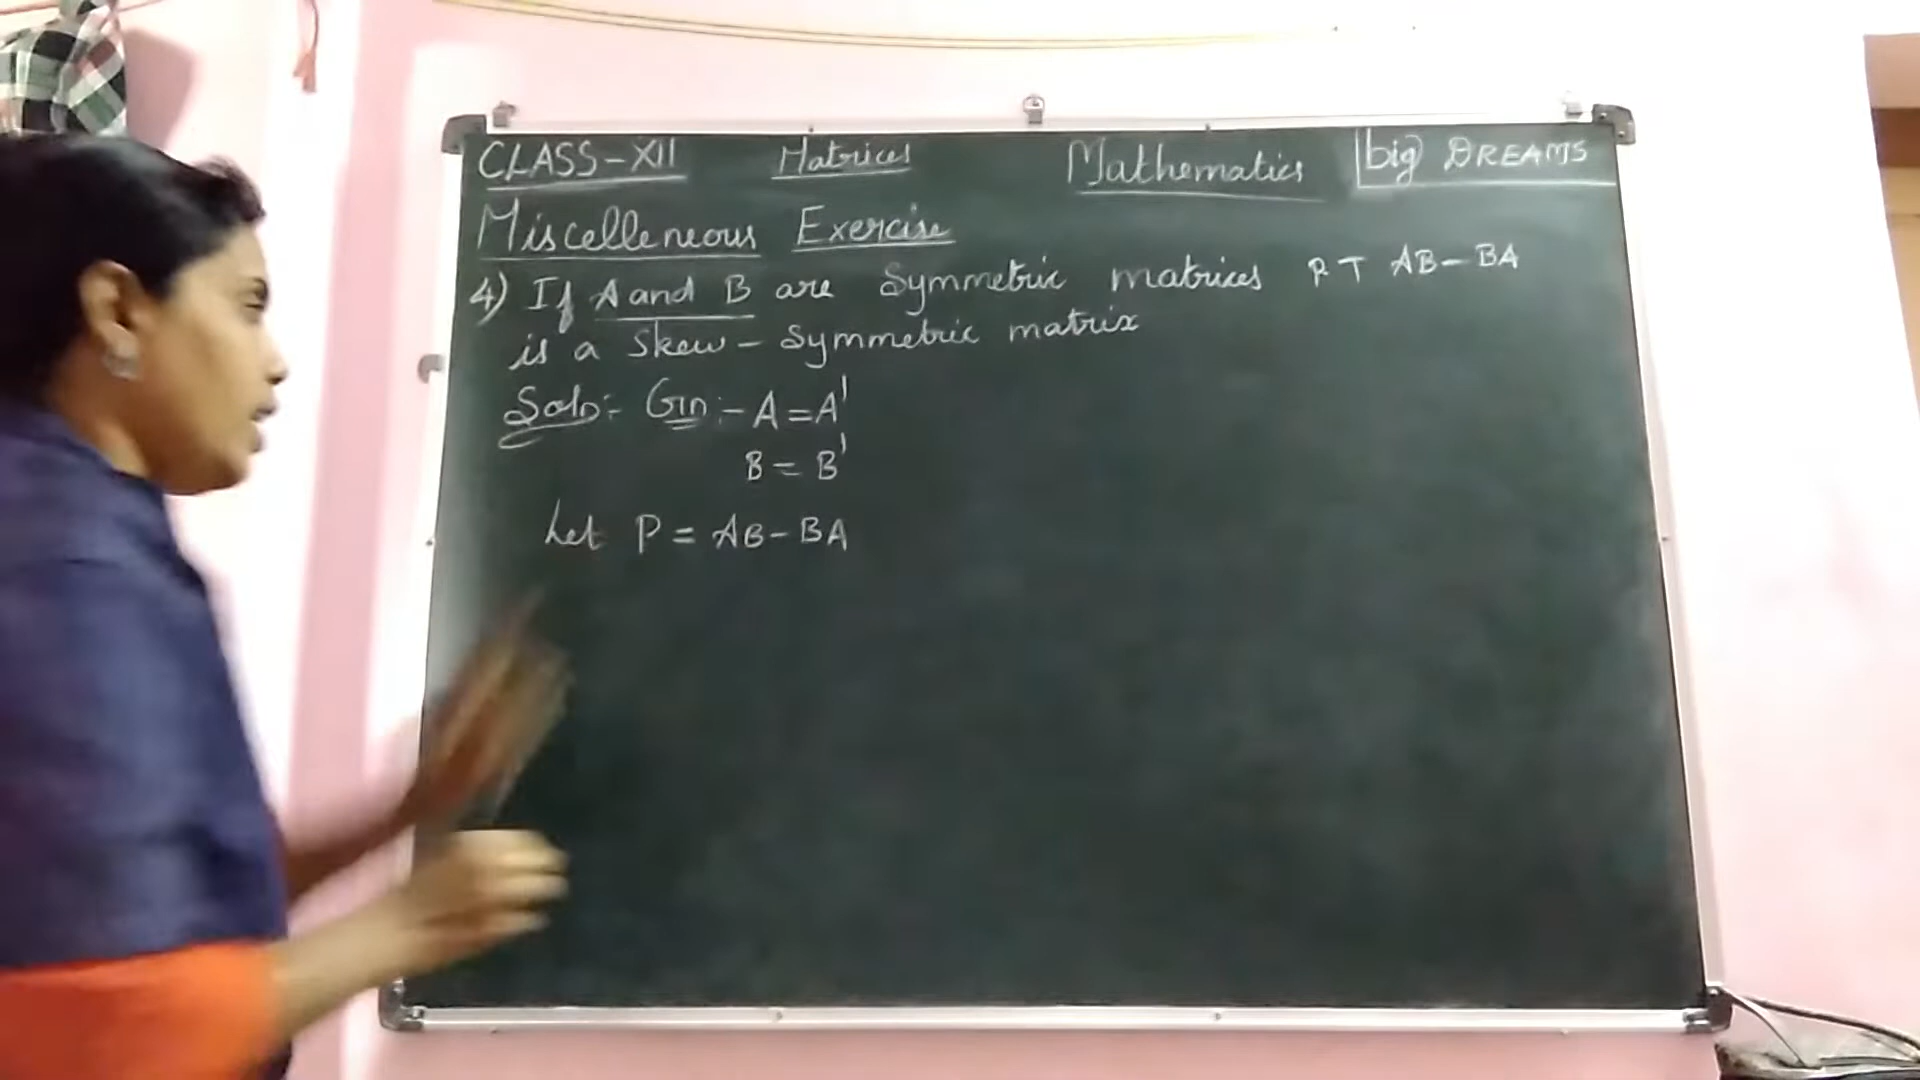 CLASS-XII Matrices Mathematics big DREAMS
Miscelleneous Exercise
4) If A and B are Symmetric matrices P T AB-BA
is a Skew-Symmetric matrix
Soln:- Gn:- A=A'
B=B'
Let P=AB-BA